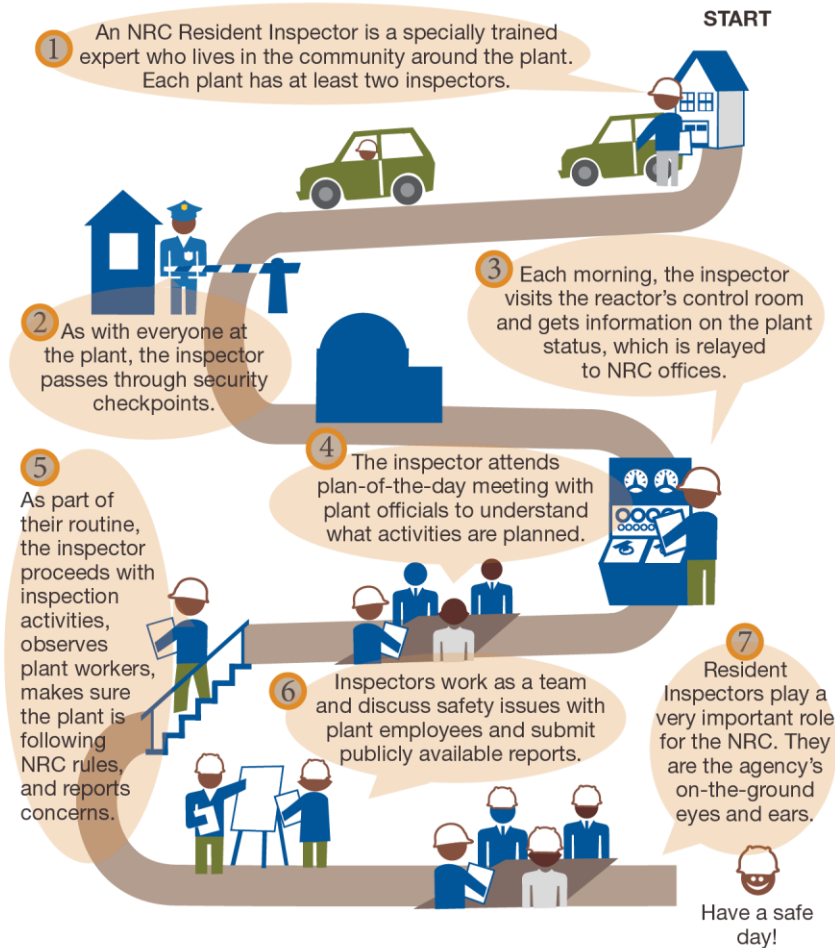 START
1
An NRC Resident Inspector is a specially trained
expert who lives in the community around the plant.
Each plant has at least two inspectors.
2
As with everyone at
the plant, the inspector
passes through security
checkpoints.
3
Each morning, the inspector
visits the reactor’s control room
and gets information on the plant
status, which is relayed
to NRC offices.
4
The inspector attends
plan-of-the-day meeting with
plant officials to understand
what activities are planned.
5
As part of
their routine,
the inspector
proceeds with
inspection
activities,
observes
plant workers,
makes sure
the plant is
following
NRC rules,
and reports
concerns.
6
Inspectors work as a team
and discuss safety issues with
plant employees and submit
publicly available reports.
7
Resident
Inspectors play a
very important role
for the NRC. They
are the agency’s
on-the-ground
eyes and ears.
Have a safe
day!